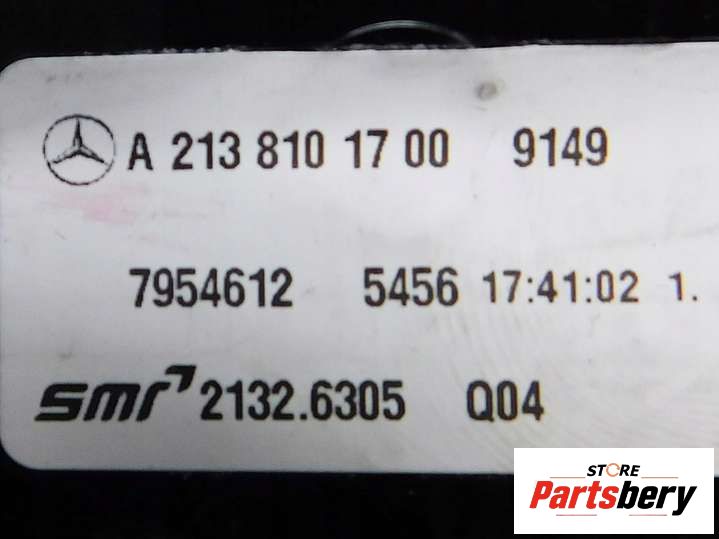 A 213 810 17 00 9149
7954612 5456 17:41:02 1.
smr 2132.6305 Q04
STORE
Partsbery